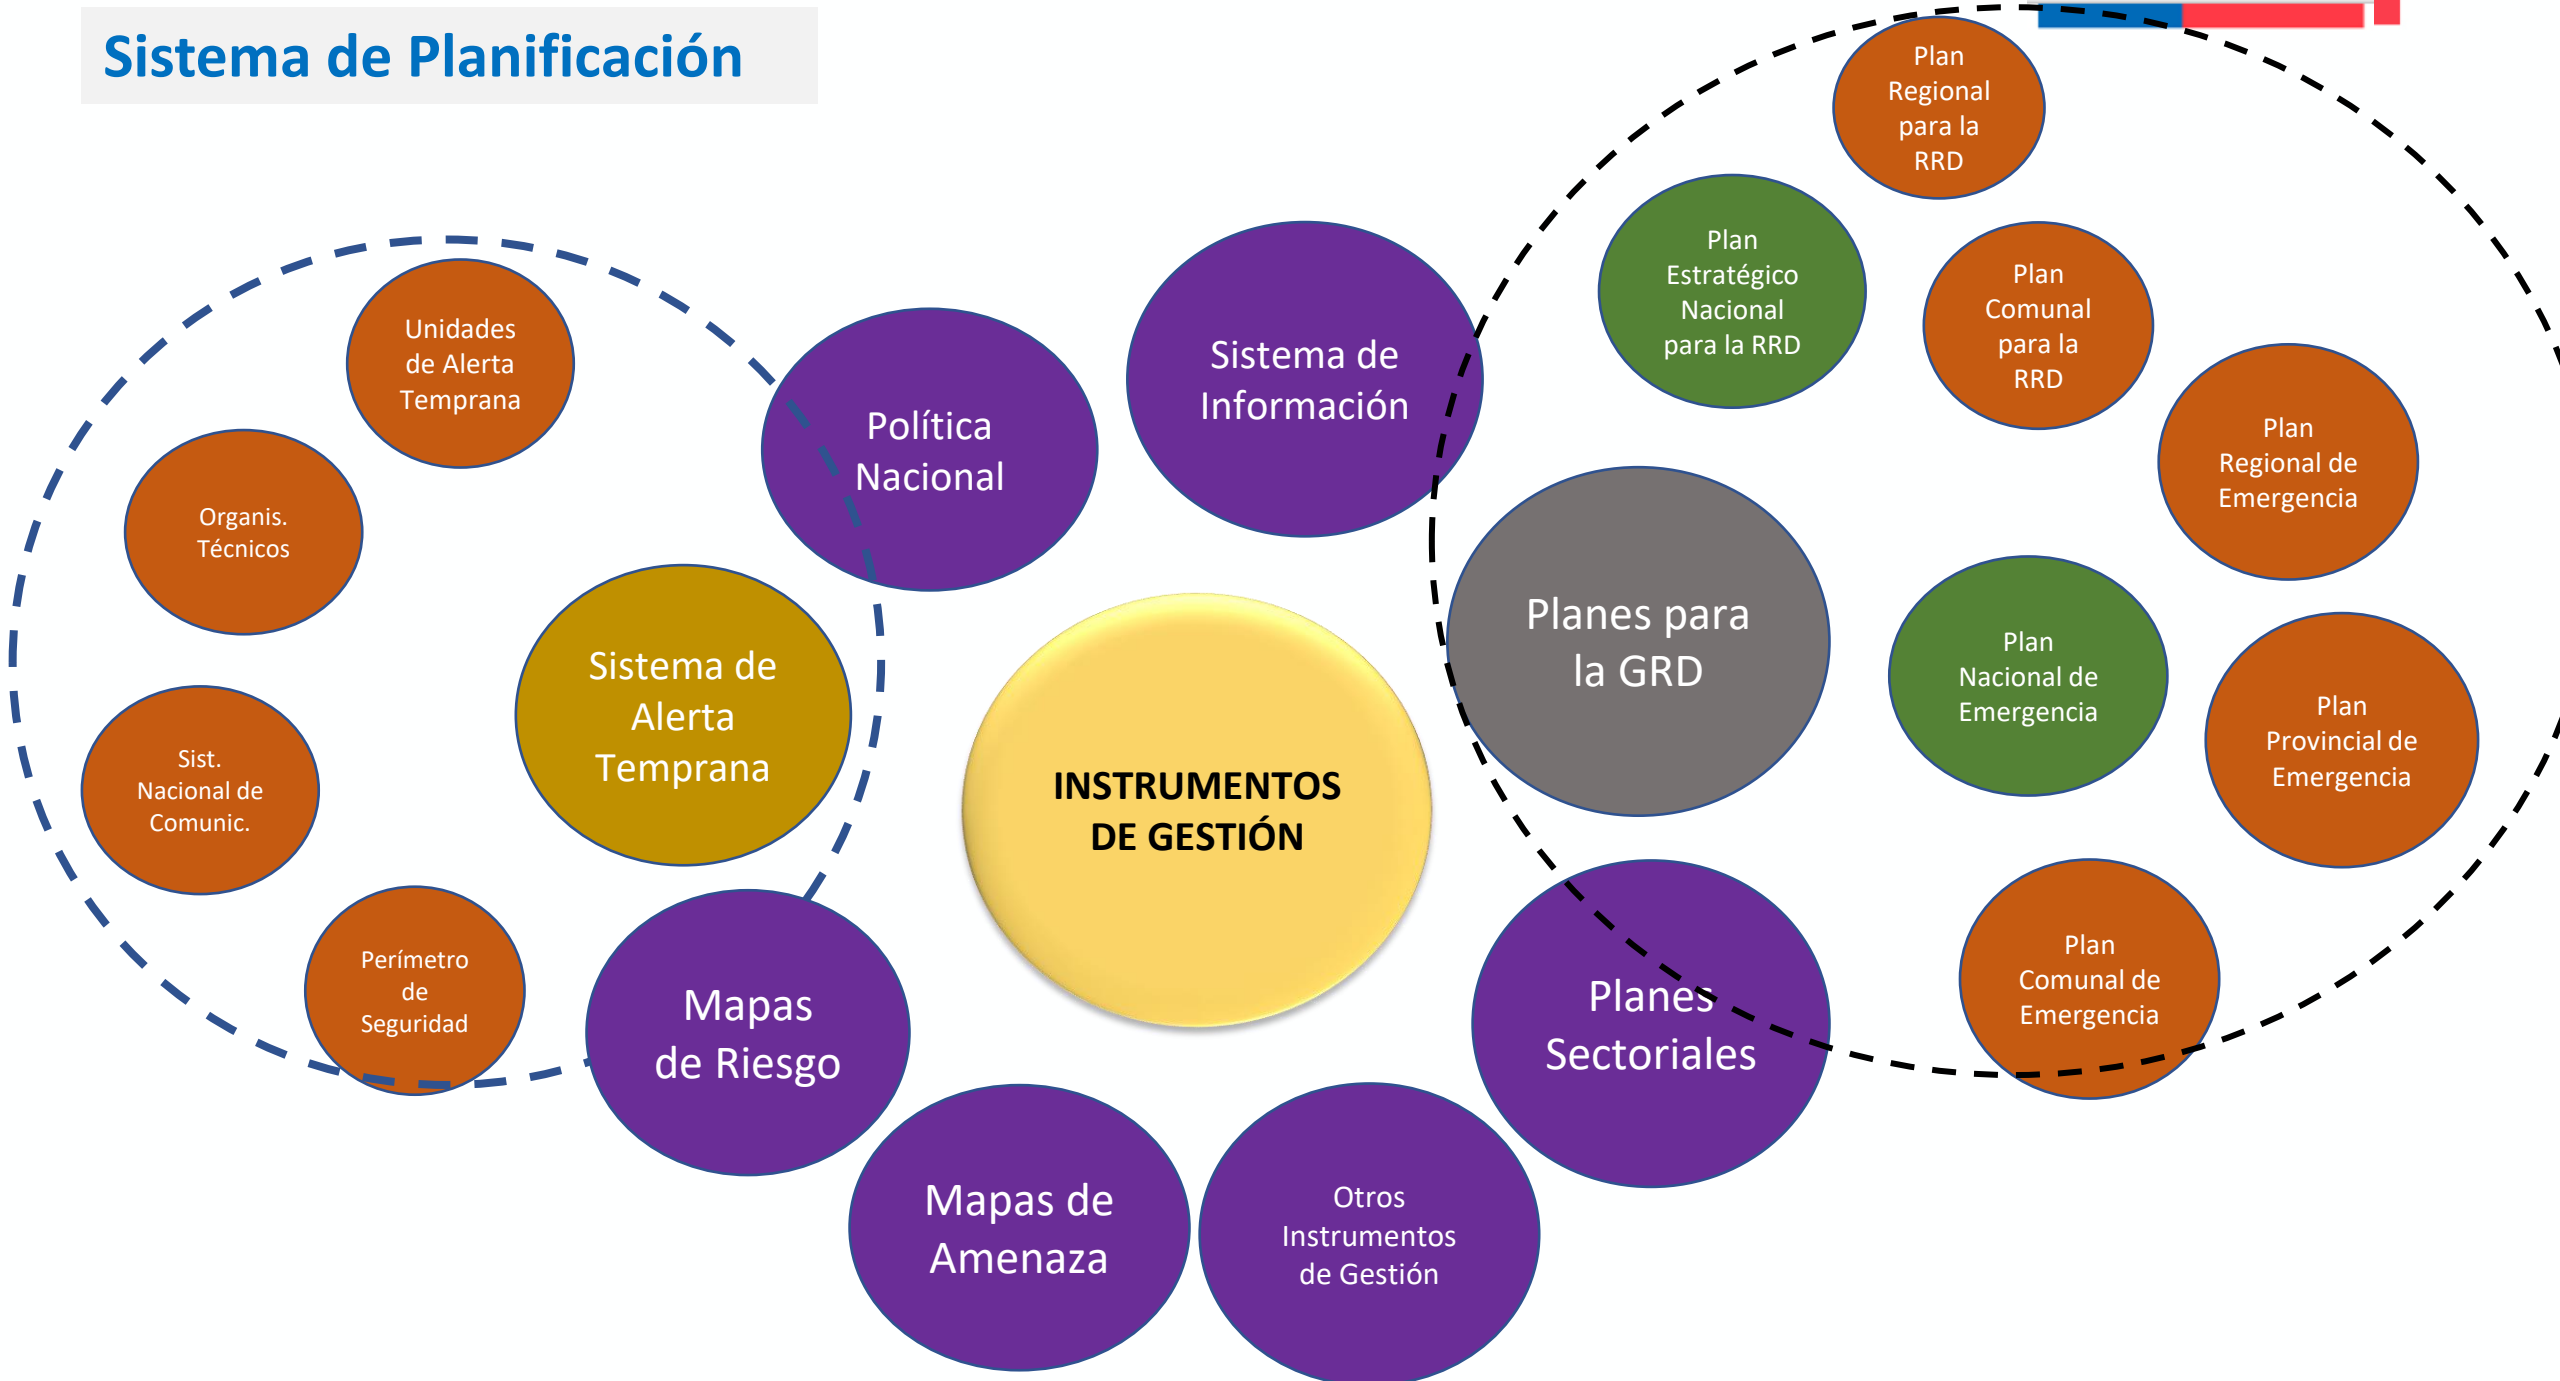 Sistema de Planificación
Plan
Regional
para la
RRD
Plan
Estratégico
Nacional
para la RRD
Plan
Comunal
para la
RRD
Unidades
de Alerta
Temprana
Sistema de
Información
Política
Nacional
Plan
Regional de
Emergencia
Organis.
Técnicos
Sistema de
Alerta
Temprana
Planes para
la GRD
Plan
Nacional de
Emergencia
Plan
Provincial de
Emergencia
Sist.
Nacional de
Comunic.
INSTRUMENTOS
DE GESTIÓN
Perímetro
de
Seguridad
Mapas
de Riesgo
Planes
Sectoriales
Plan
Comunal de
Emergencia
Mapas de
Amenaza
Otros
Instrumentos
de Gestión